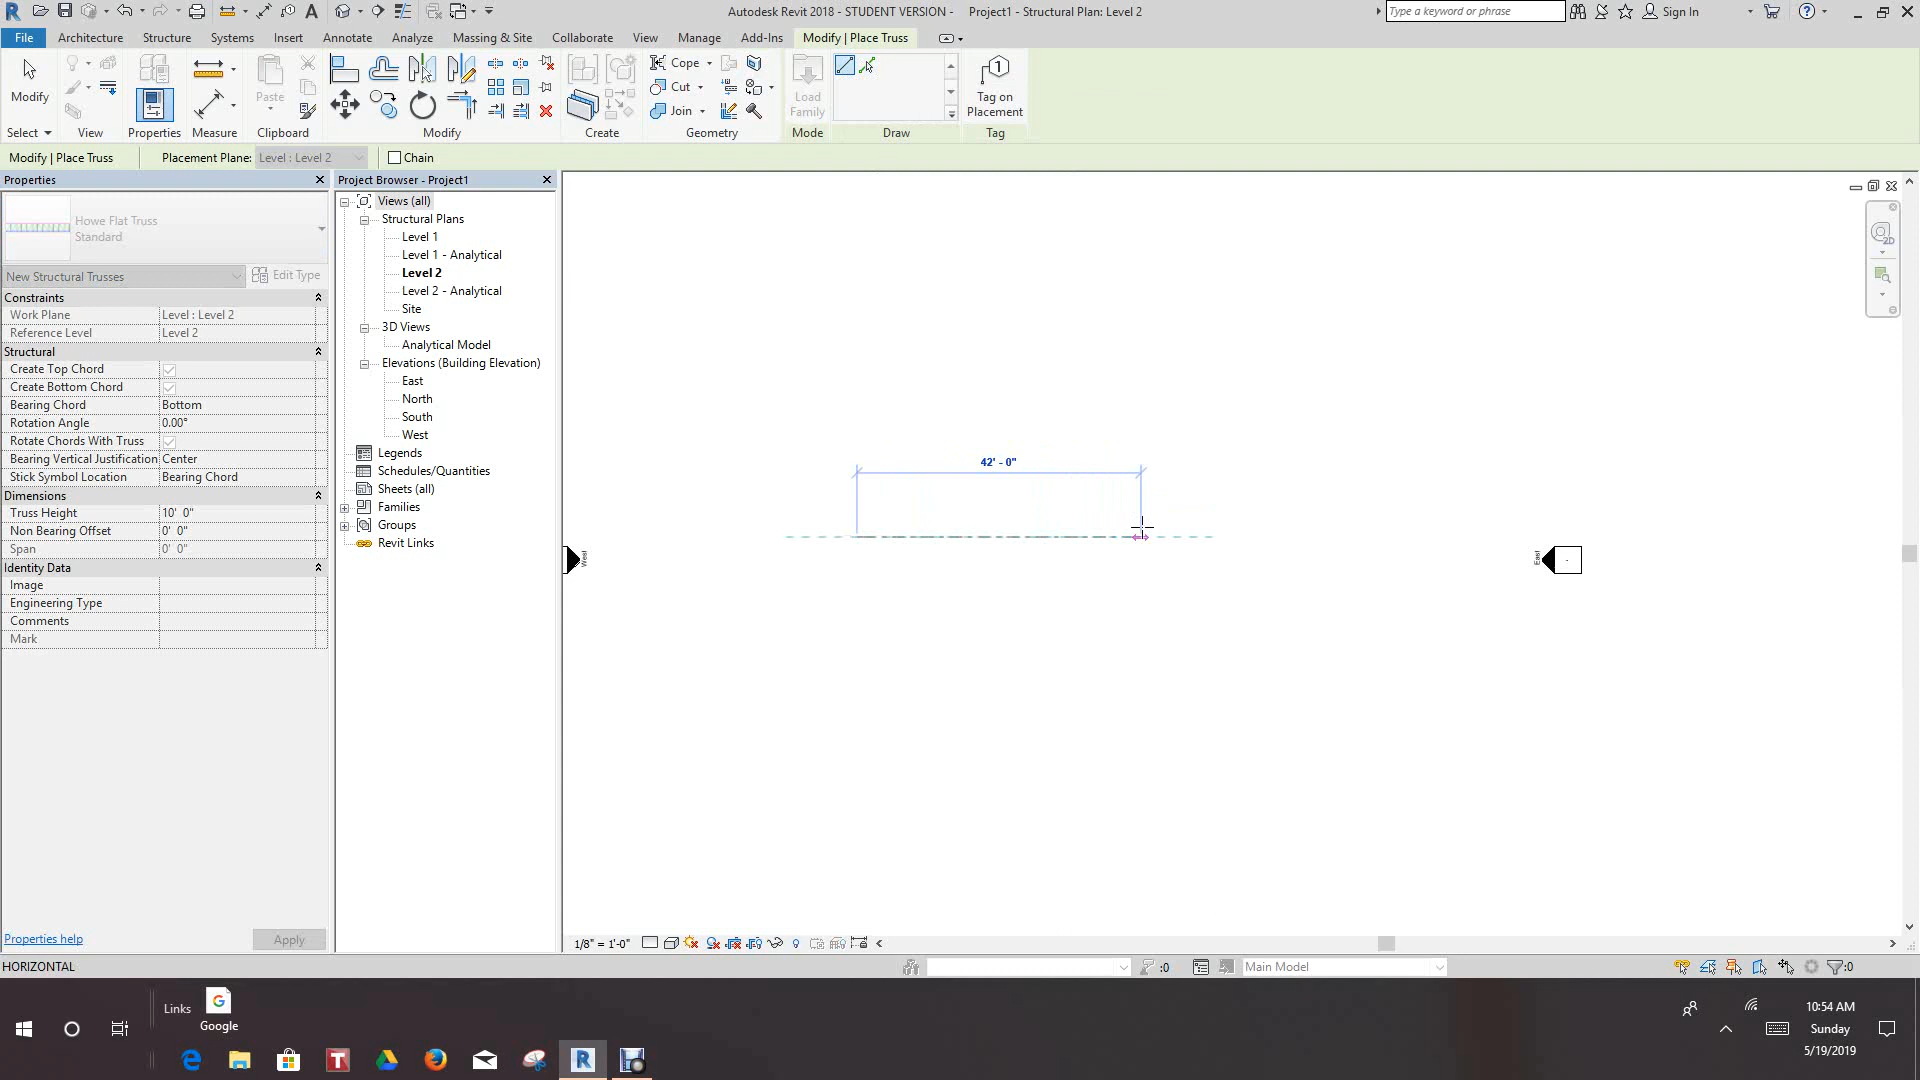 Autodesk Revit 2018 - STUDENT VERSION - Project1 - Structural Plan: Level 2
Type a keyword or phrase
Sign In
File Architecture Structure Systems Insert Annotate Analyze Massing & Site Collaborate View Manage Add-Ins Modify | Place Truss
Modify
Paste
Cope
Cut
Join
Load Family
Tag on Placement
Select View Properties Measure Clipboard Modify Create Geometry Mode Draw Tag
Modify | Place Truss Placement Plane: Level : Level 2 Chain
Properties
Howe Flat Truss
Standard
New Structural Trusses Edit Type
Constraints
Work Plane Level : Level 2
Reference Level Level 2
Structural
Create Top Chord
Create Bottom Chord
Bearing Chord Bottom
Rotation Angle 0.00°
Rotate Chords With Truss
Bearing Vertical Justification Center
Stick Symbol Location Bearing Chord
Dimensions
Truss Height 10' 0"
Non Bearing Offset 0' 0"
Span 0' 0"
Identity Data
Image
Engineering Type
Comments
Mark
Properties help Apply
Project Browser - Project1
Views (all)
Structural Plans
Level 1
Level 1 - Analytical
Level 2
Level 2 - Analytical
Site
3D Views
Analytical Model
Elevations (Building Elevation)
East
North
South
West
Legends
Schedules/Quantities
Sheets (all)
Families
Groups
Revit Links
2D
42' - 0"
West
East
1/8" = 1'-0"
HORIZONTAL
:0
Main Model
:0
Links
Google
10:54 AM
Sunday
5/19/2019